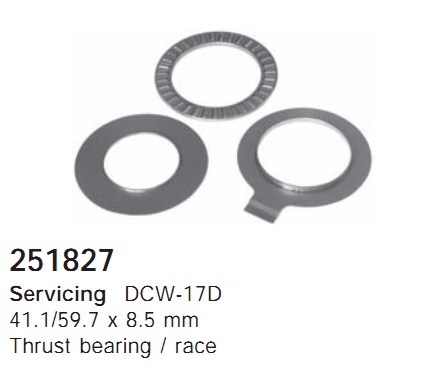 251827
Servicing DCW-17D
41.1/59.7 x 8.5 mm
Thrust bearing / race